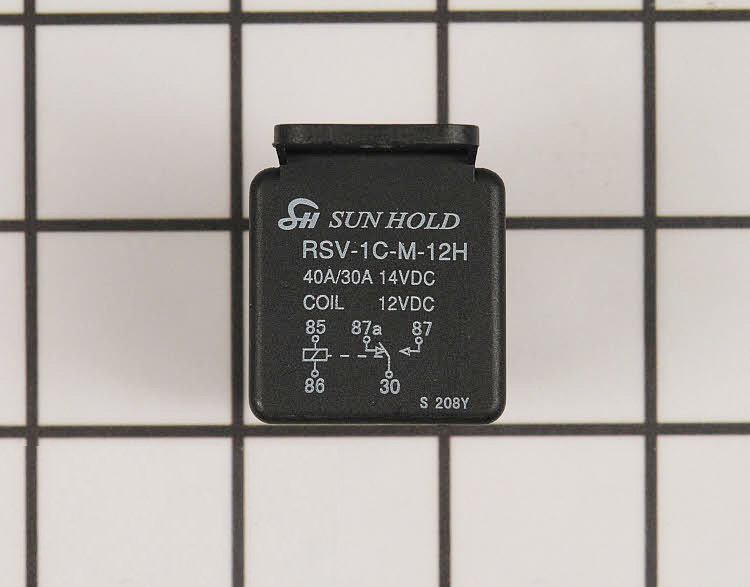 SH SUN HOLD
RSV-1C-M-12H
40A/30A 14VDC
COIL 12VDC
85 87a 87
86 30
S 208Y